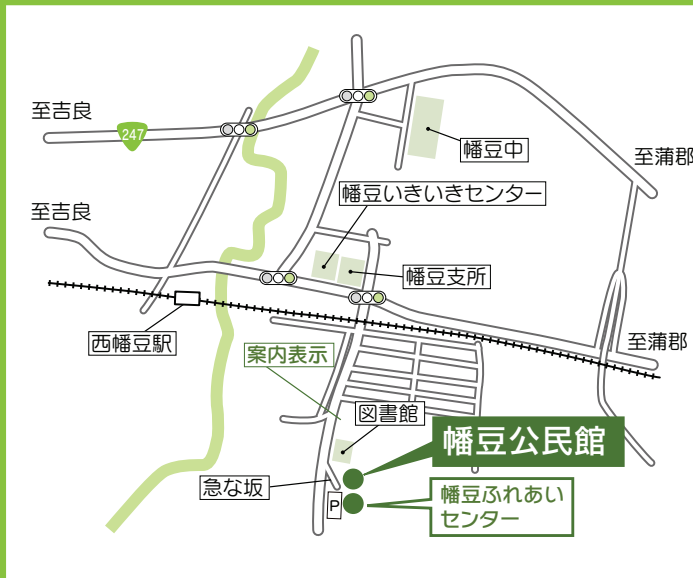 至吉良
247
幡豆中
至蒲郡
幡豆いきいきセンター
至吉良
幡豆支所
西幡豆駅
案内表示
至蒲郡
図書館
幡豆公民館
急な坂
P
幡豆ふれあい
センター